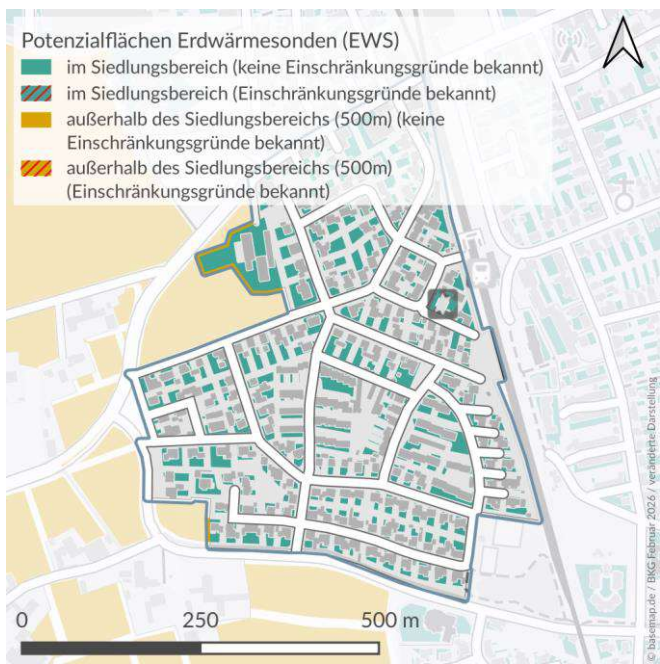 Potenzialflächen Erdwärmesonden (EWS)
im Siedlungsbereich (keine Einschränkungsgründe bekannt)
im Siedlungsbereich (Einschränkungsgründe bekannt)
außerhalb des Siedlungsbereichs (500m) (keine
Einschränkungsgründe bekannt)
außerhalb des Siedlungsbereichs (500m)
(Einschränkungsgründe bekannt)
0 250 500 m
© basemap.de / BKG Februar 2026 / veränderte Darstellung